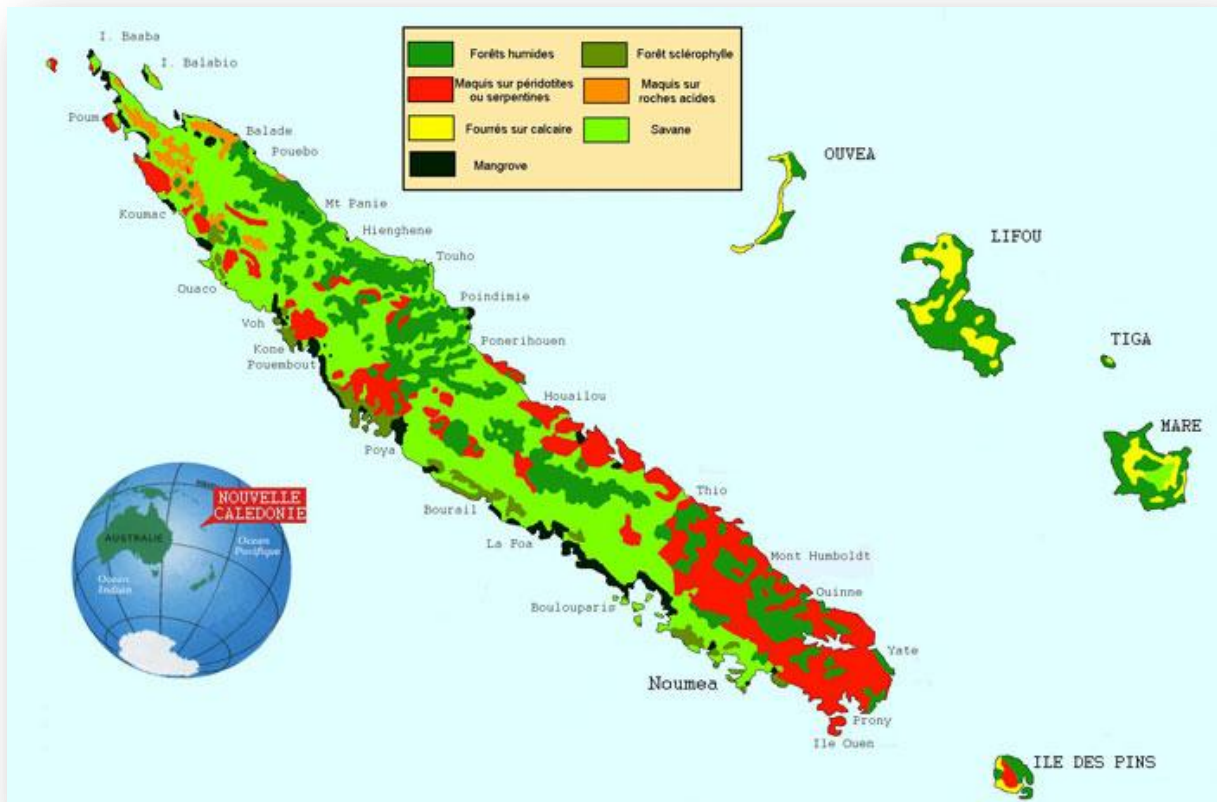 I. Baaba
I. Balabio
Poum
Balade
Pouebo
Koumac
Mt Panie
Hienghene
Touho
Ouaco
Poindimie
Voh
Kone
Pouembout
Ponerihouen
Houailou
Poya
Bourail
La Foa
Thio
Mont Humboldt
Ouinne
Boulouparis
Yate
Noumea
Prony
Ile Ouen
Forêts humides
Forêt sclérophylle
Maquis sur péridotites
ou serpentines
Maquis sur
roches acides
Fourrés sur calcaire
Savane
Mangrove
OUVEA
LIFOU
TIGA
MARE
ILE DES PINS
NOUVELLE
CALEDONIE
AUSTRALIE
Ocean
Pacifique
Ocean
Indian